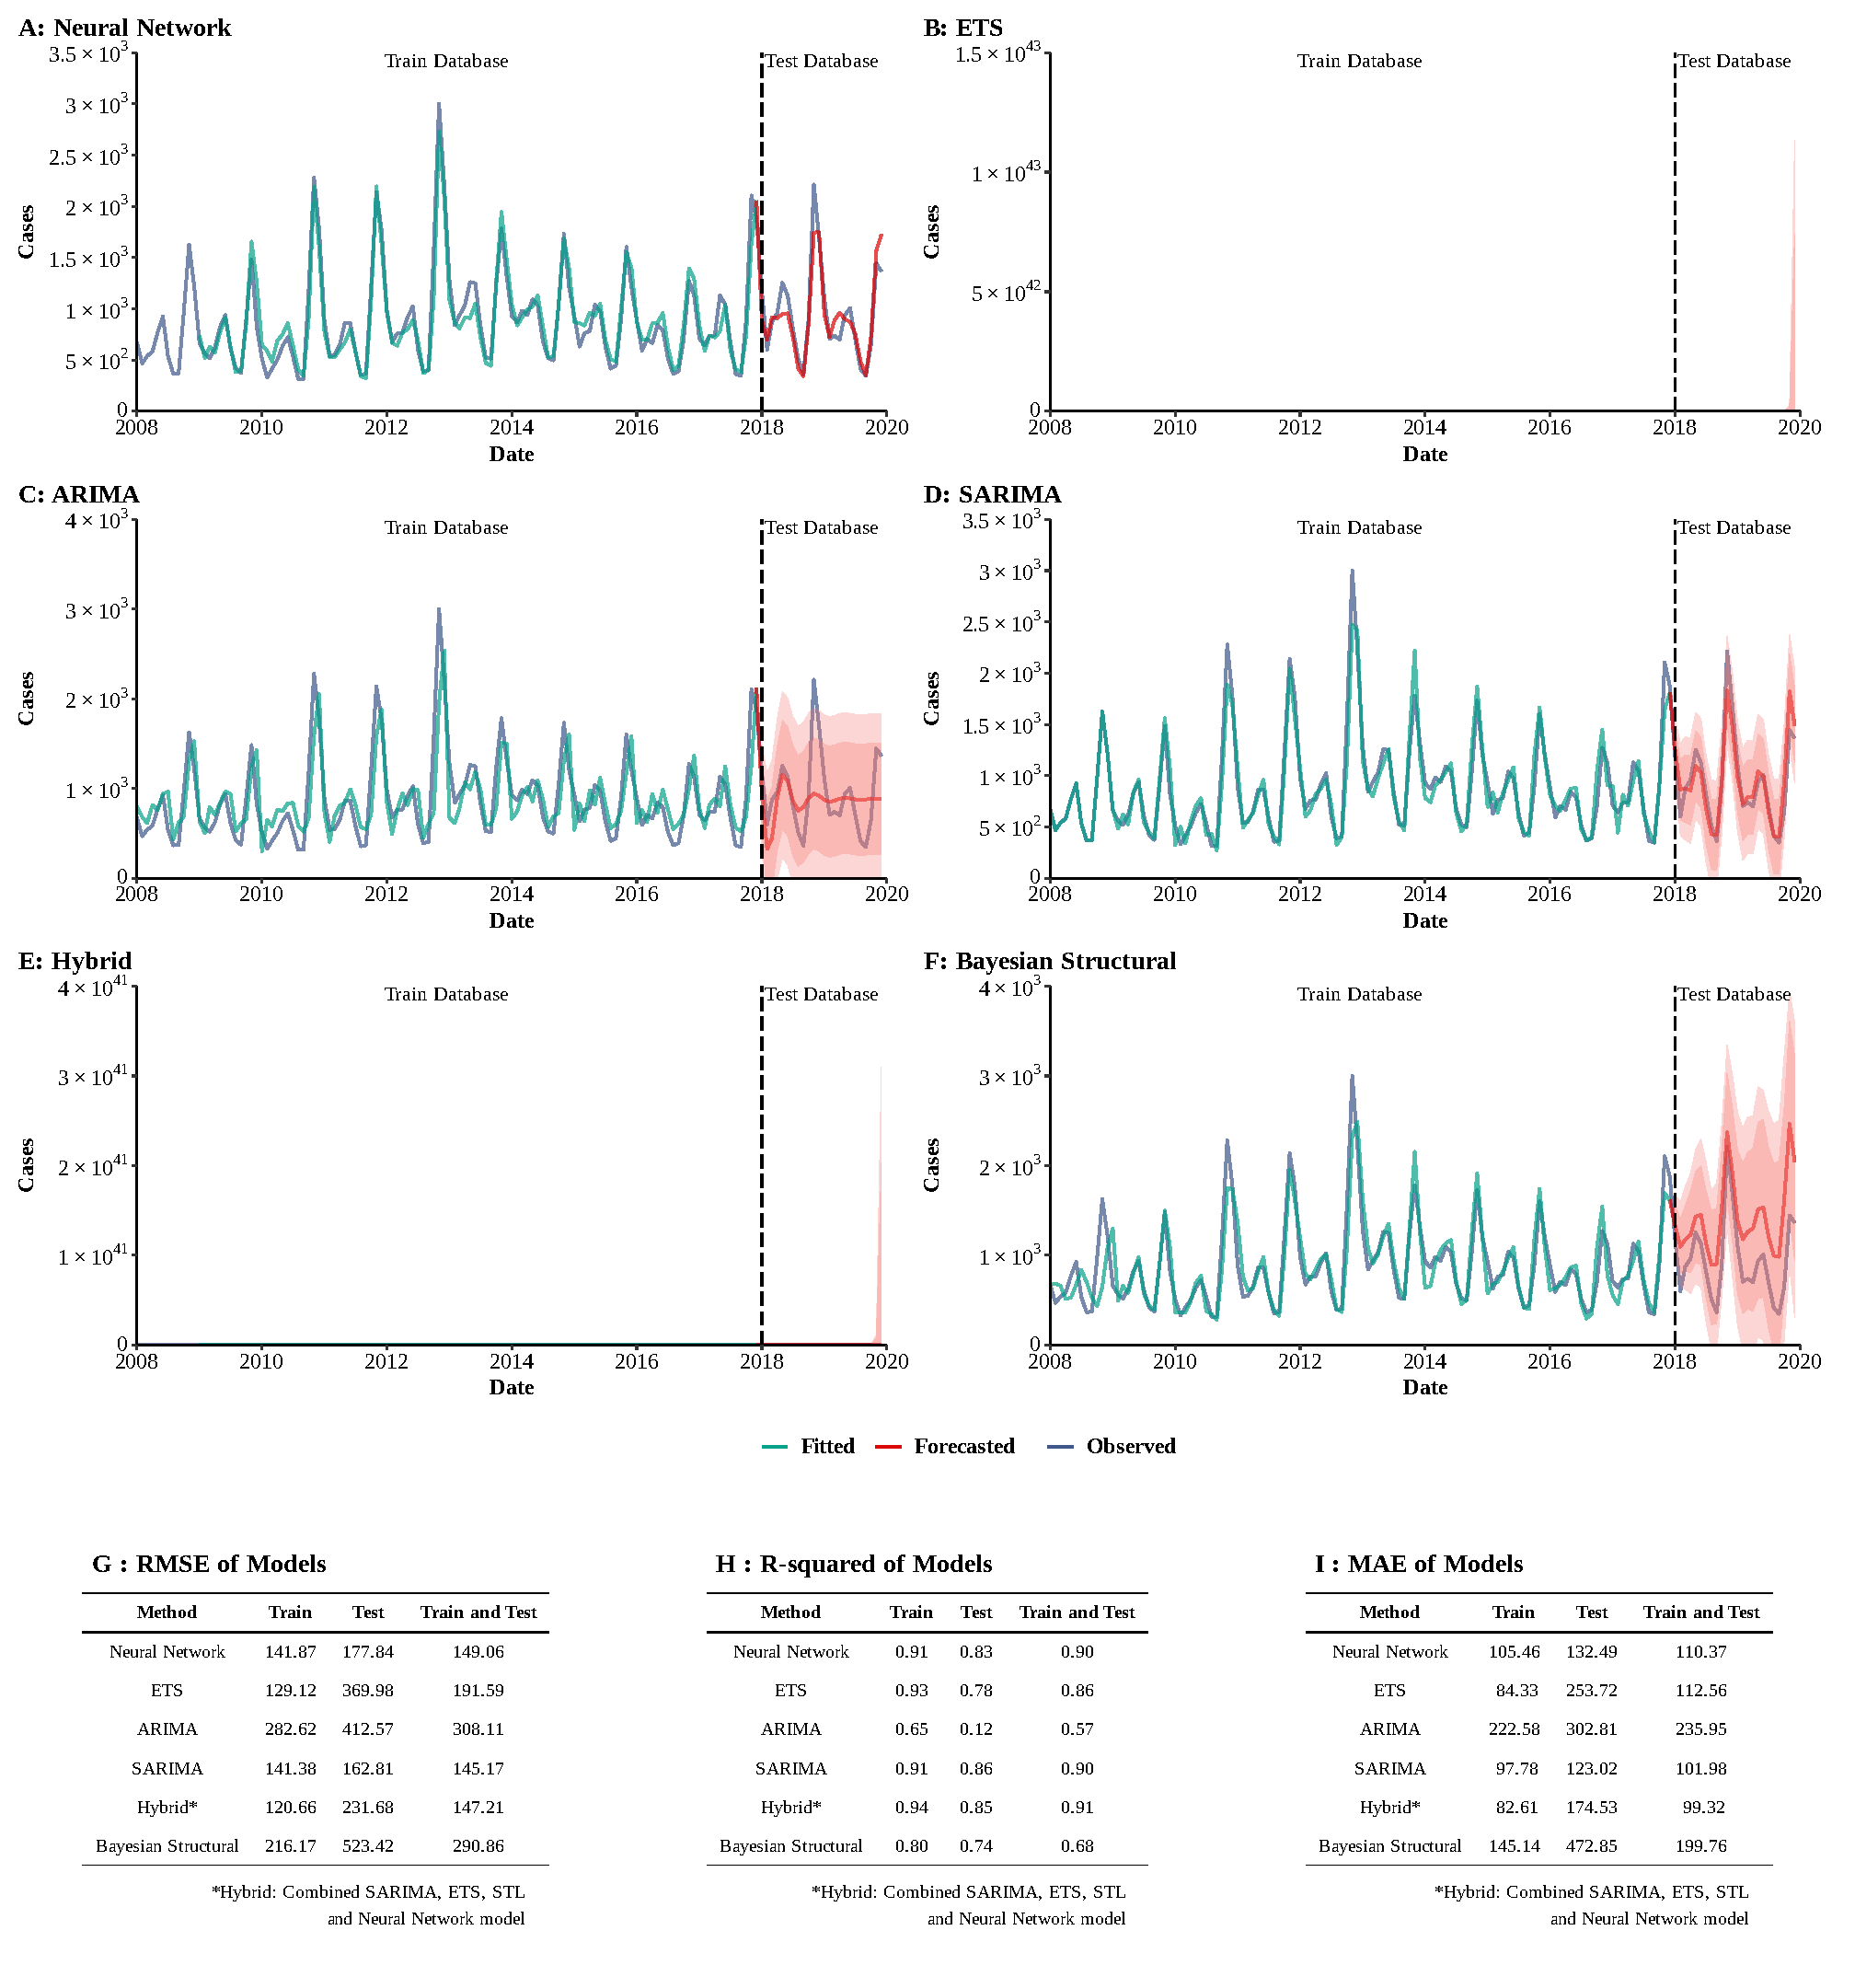 A: Neural Network
3.5 × 10³
3 × 10³
2.5 × 10³
2 × 10³
1.5 × 10³
1 × 10³
5 × 10²
0
Cases
Train Database
Test Database
2008 2010 2012 2014 2016 2018 2020
Date
B: ETS
1.5 × 10⁴³
1 × 10⁴³
5 × 10⁴²
0
Cases
Train Database
Test Database
2008 2010 2012 2014 2016 2018 2020
Date
C: ARIMA
4 × 10³
3 × 10³
2 × 10³
1 × 10³
0
Cases
Train Database
Test Database
2008 2010 2012 2014 2016 2018 2020
Date
D: SARIMA
3.5 × 10³
3 × 10³
2.5 × 10³
2 × 10³
1.5 × 10³
1 × 10³
5 × 10²
0
Cases
Train Database
Test Database
2008 2010 2012 2014 2016 2018 2020
Date
E: Hybrid
4 × 10⁴¹
3 × 10⁴¹
2 × 10⁴¹
1 × 10⁴¹
0
Cases
Train Database
Test Database
2008 2010 2012 2014 2016 2018 2020
Date
F: Bayesian Structural
4 × 10³
3 × 10³
2 × 10³
1 × 10³
0
Cases
Train Database
Test Database
2008 2010 2012 2014 2016 2018 2020
Date
Fitted Forecasted Observed
G : RMSE of Models
Method Train Test Train and Test
Neural Network 141.87 177.84 149.06
ETS 129.12 369.98 191.59
ARIMA 282.62 412.57 308.11
SARIMA 141.38 162.81 145.17
Hybrid* 120.66 231.68 147.21
Bayesian Structural 216.17 523.42 290.86
*Hybrid: Combined SARIMA, ETS, STL
and Neural Network model
H : R-squared of Models
Method Train Test Train and Test
Neural Network 0.91 0.83 0.90
ETS 0.93 0.78 0.86
ARIMA 0.65 0.12 0.57
SARIMA 0.91 0.86 0.90
Hybrid* 0.94 0.85 0.91
Bayesian Structural 0.80 0.74 0.68
*Hybrid: Combined SARIMA, ETS, STL
and Neural Network model
I : MAE of Models
Method Train Test Train and Test
Neural Network 105.46 132.49 110.37
ETS 84.33 253.72 112.56
ARIMA 222.58 302.81 235.95
SARIMA 97.78 123.02 101.98
Hybrid* 82.61 174.53 99.32
Bayesian Structural 145.14 472.85 199.76
*Hybrid: Combined SARIMA, ETS, STL
and Neural Network model